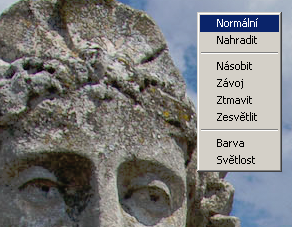 Normální
Nahradit
Násobit
Závoj
Ztmavit
Zesvětlit
Barva
Světlost